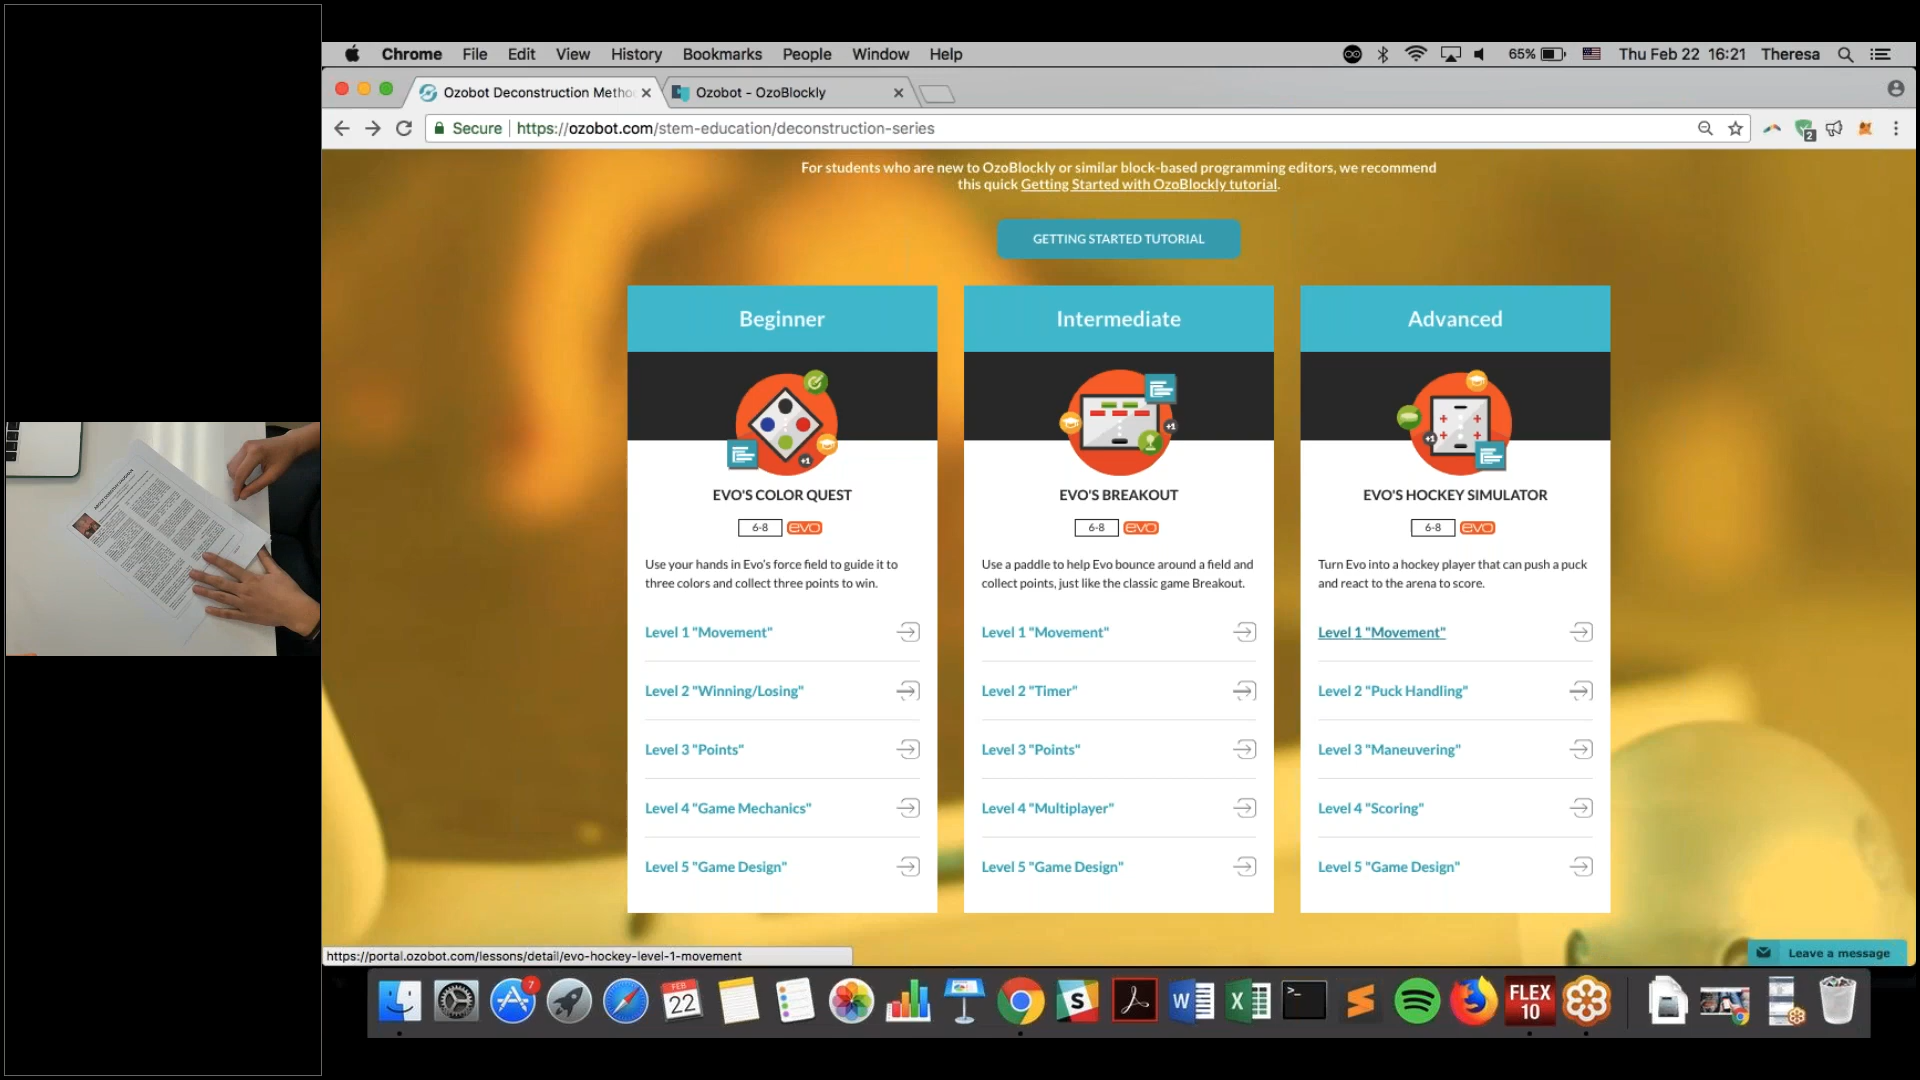 Chrome File Edit View History Bookmarks People Window Help 65% Thu Feb 22 16:21 Theresa
Ozobot Deconstruction Metho
Ozobot - OzoBlockly
Secure https://ozobot.com/stem-education/deconstruction-series
2
For students who are new to OzoBlockly or similar block-based programming editors, we recommend
this quick Getting Started with OzoBlockly tutorial.
GETTING STARTED TUTORIAL
Beginner
+1
EVO'S COLOR QUEST
6-8 evo
Use your hands in Evo's force field to guide it to
three colors and collect three points to win.
Level 1 "Movement"
Level 2 "Winning/Losing"
Level 3 "Points"
Level 4 "Game Mechanics"
Level 5 "Game Design"
Intermediate
+1
EVO'S BREAKOUT
6-8 evo
Use a paddle to help Evo bounce around a field and
collect points, just like the classic game Breakout.
Level 1 "Movement"
Level 2 "Timer"
Level 3 "Points"
Level 4 "Multiplayer"
Level 5 "Game Design"
Advanced
+1
EVO'S HOCKEY SIMULATOR
6-8 evo
Turn Evo into a hockey player that can push a puck
and react to the arena to score.
Level 1 "Movement"
Level 2 "Puck Handling"
Level 3 "Maneuvering"
Level 4 "Scoring"
Level 5 "Game Design"
https://portal.ozobot.com/lessons/detail/evo-hockey-level-1-movement
Leave a message
7
FEB
22
S
W
X
FLEX
10